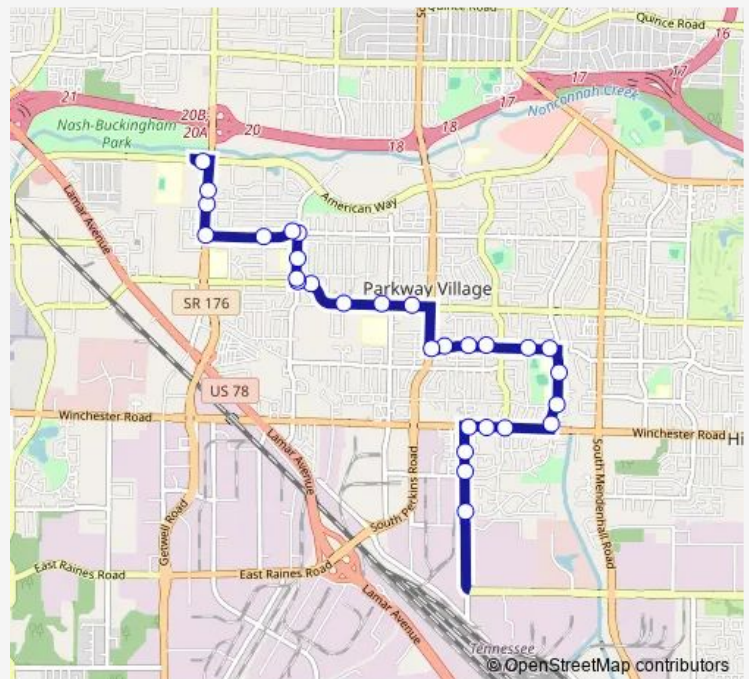 Quince Road
16
17
17
21
20B
20A
20
17
18
18
Nonconnah Creek
Nash-Buckingham
Park
American Way
Lamar Avenue
Parkway Village
SR 176
US 78
Winchester Road
Winchester Road
Hi
Lamar Avenue
South Perkins Road
South Mendenhall Road
Getwell Road
East Raines Road
East Raines Road
Lamar Avenue
Tennessee
© OpenStreetMap contributors